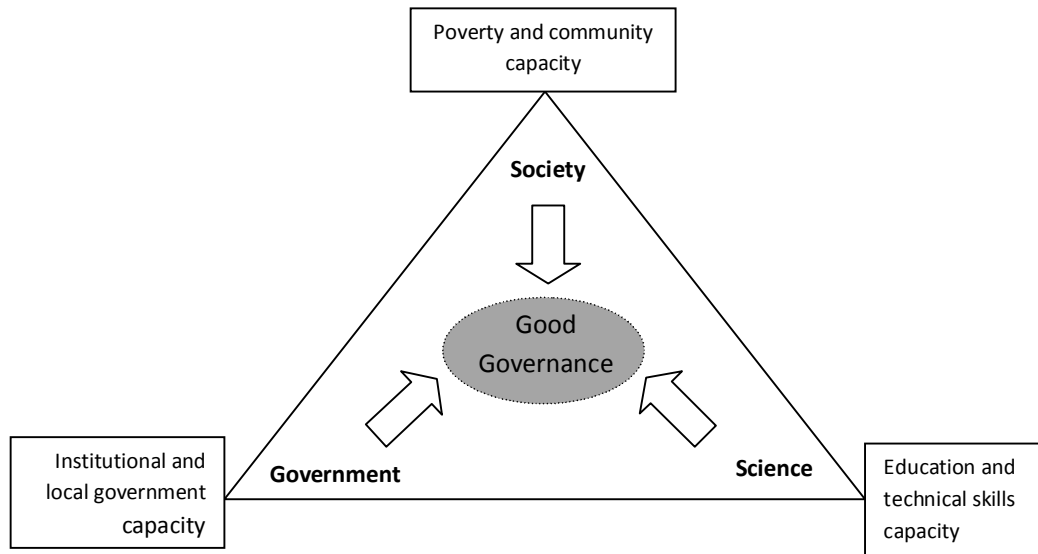 Poverty and community
capacity
Society
Good
Governance
Government
Science
Institutional and
local government
capacity
Education and
technical skills
capacity